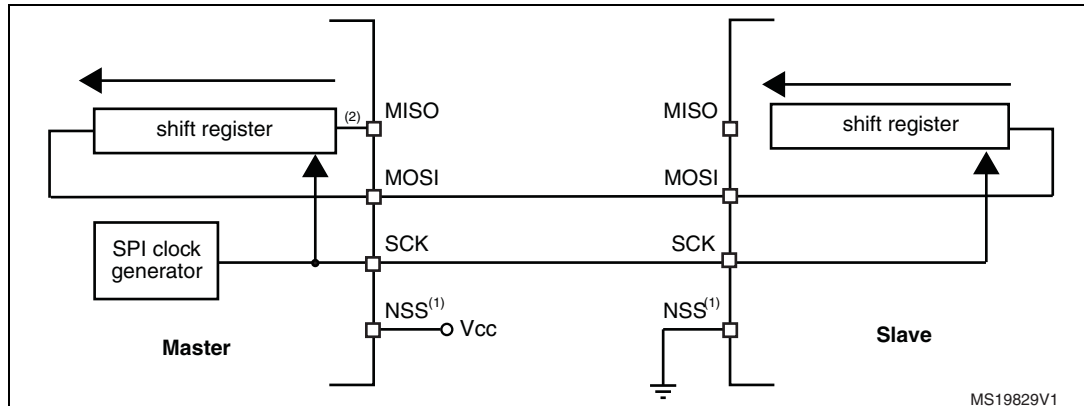 shift register
(2)
MISO
MOSI
SPI clock
generator
SCK
NSS(1)
Vcc
Master
MISO
shift register
MOSI
SCK
NSS(1)
Slave
MS19829V1